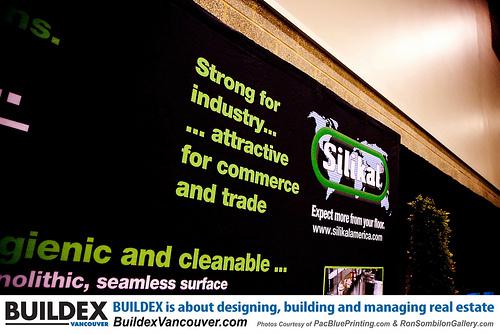 ns.
Strong for
industry...
... attractive
for commerce
and trade
Silikal
Expect more from your floor.
www.silikalamerica.com
gienic and cleanable ...
nolithic, seamless surface
BUILDEX
VANCOUVER
BUILDEX is about designing, building and managing real estate
BuildexVancouver.com
Photos Courtesy of PacBluePrinting.com & RonSombilonGallery.com